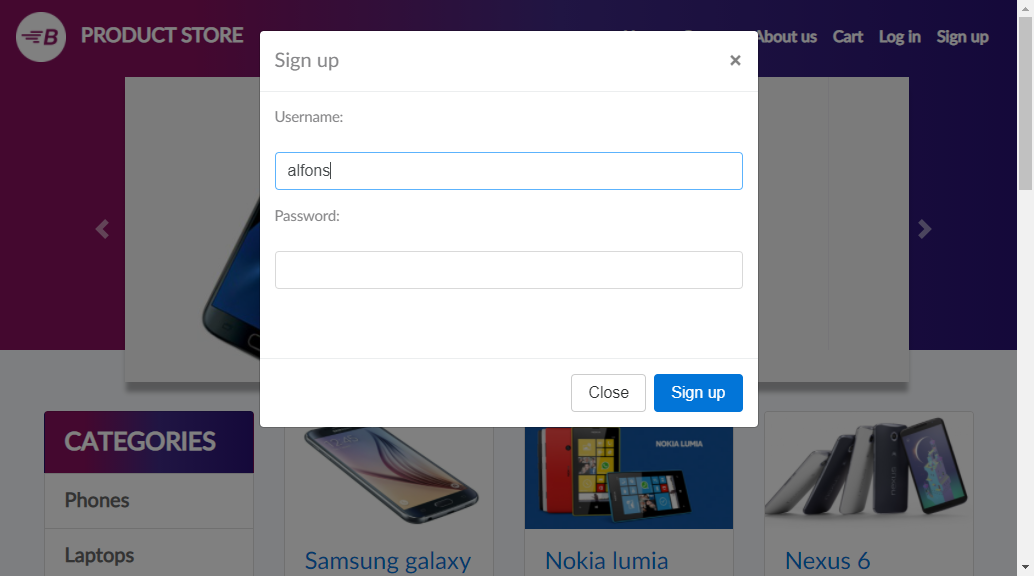 B PRODUCT STORE
About us Cart Log in Sign up
Sign up
×
Username:
alfons
Password:
Close Sign up
CATEGORIES
Phones
Laptops
NOKIA LUMIA
Samsung galaxy
Nokia lumia
Nexus 6